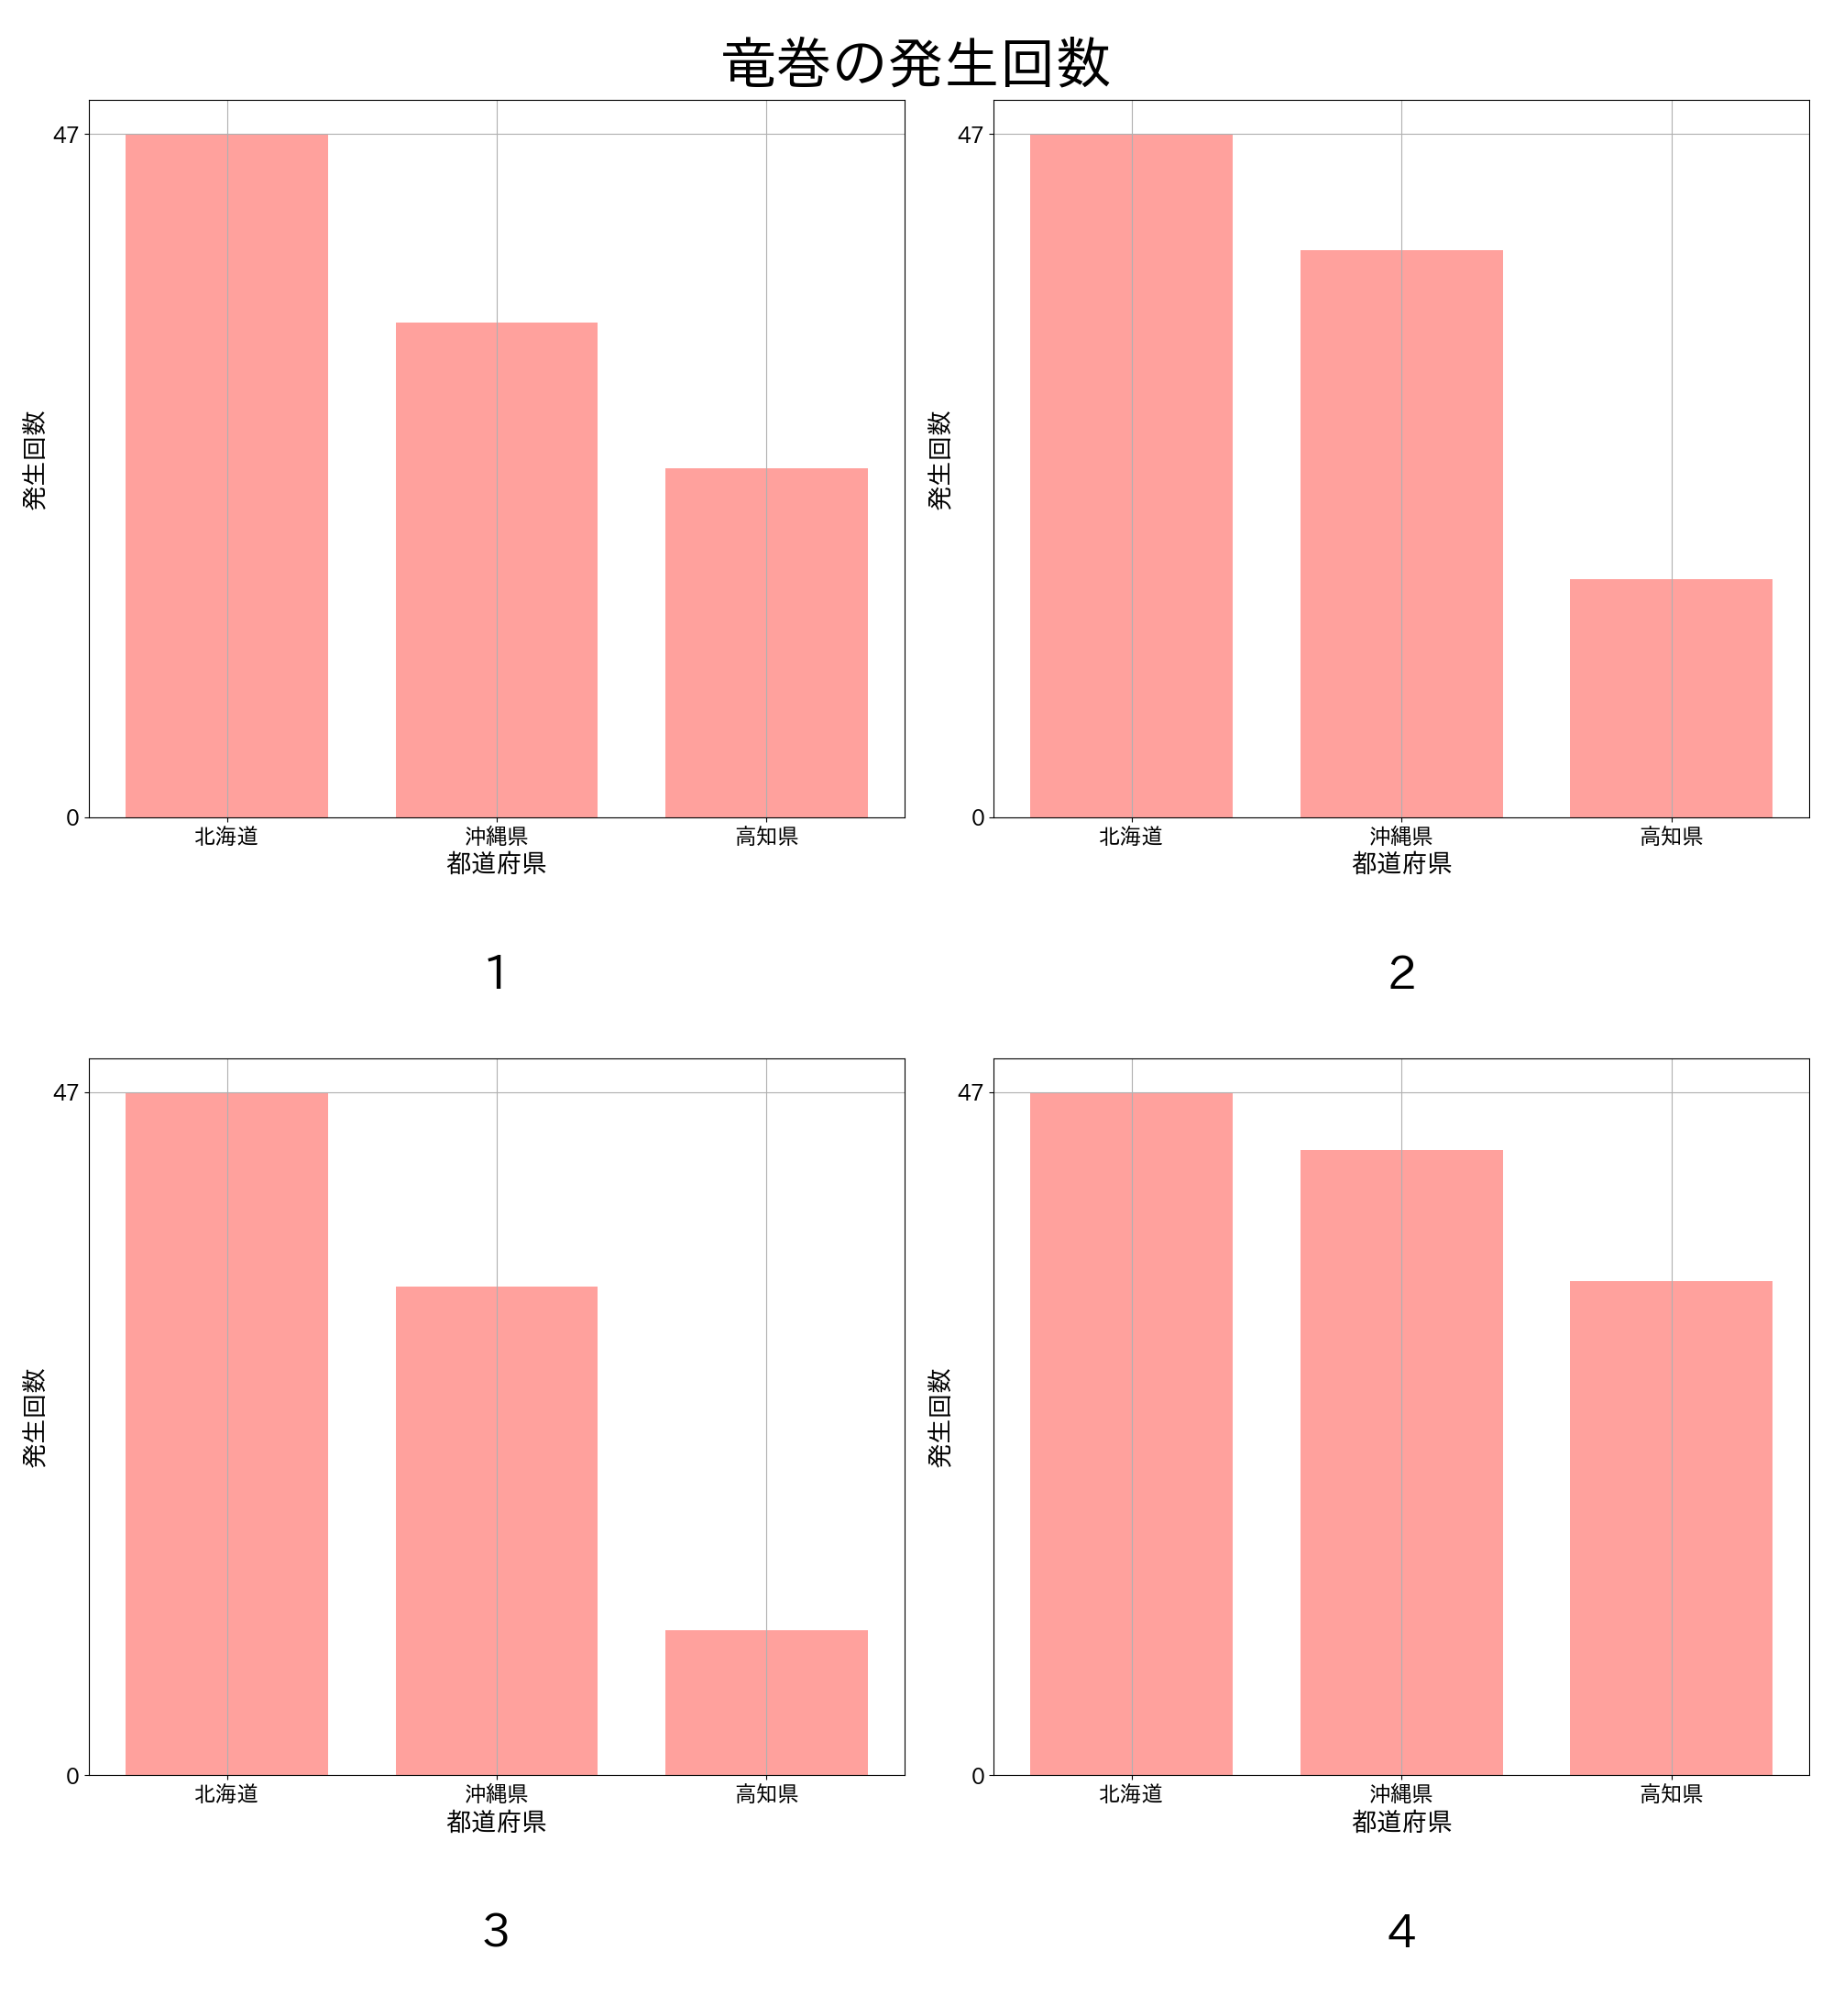 竜巻の発生回数
47
0
発生回数
北海道 沖縄県 高知県
都道府県
1
47
0
発生回数
北海道 沖縄県 高知県
都道府県
2
47
0
発生回数
北海道 沖縄県 高知県
都道府県
3
47
0
発生回数
北海道 沖縄県 高知県
都道府県
4